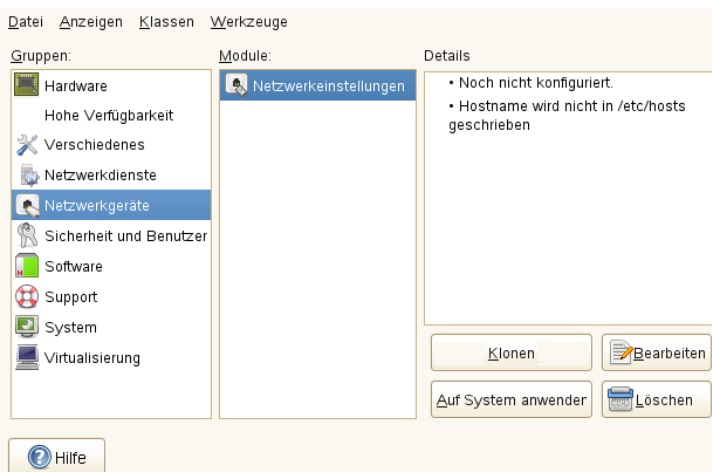 Datei Anzeigen Klassen Werkzeuge
Gruppen:
Hardware
Hohe Verfügbarkeit
Verschiedenes
Netzwerkdienste
Netzwerkgeräte
Sicherheit und Benutzer
Software
Support
System
Virtualisierung
Module:
Netzwerkeinstellungen
Details
• Noch nicht konfiguriert.
• Hostname wird nicht in /etc/hosts
geschrieben
Klonen
Bearbeiten
Auf System anwender
Löschen
Hilfe